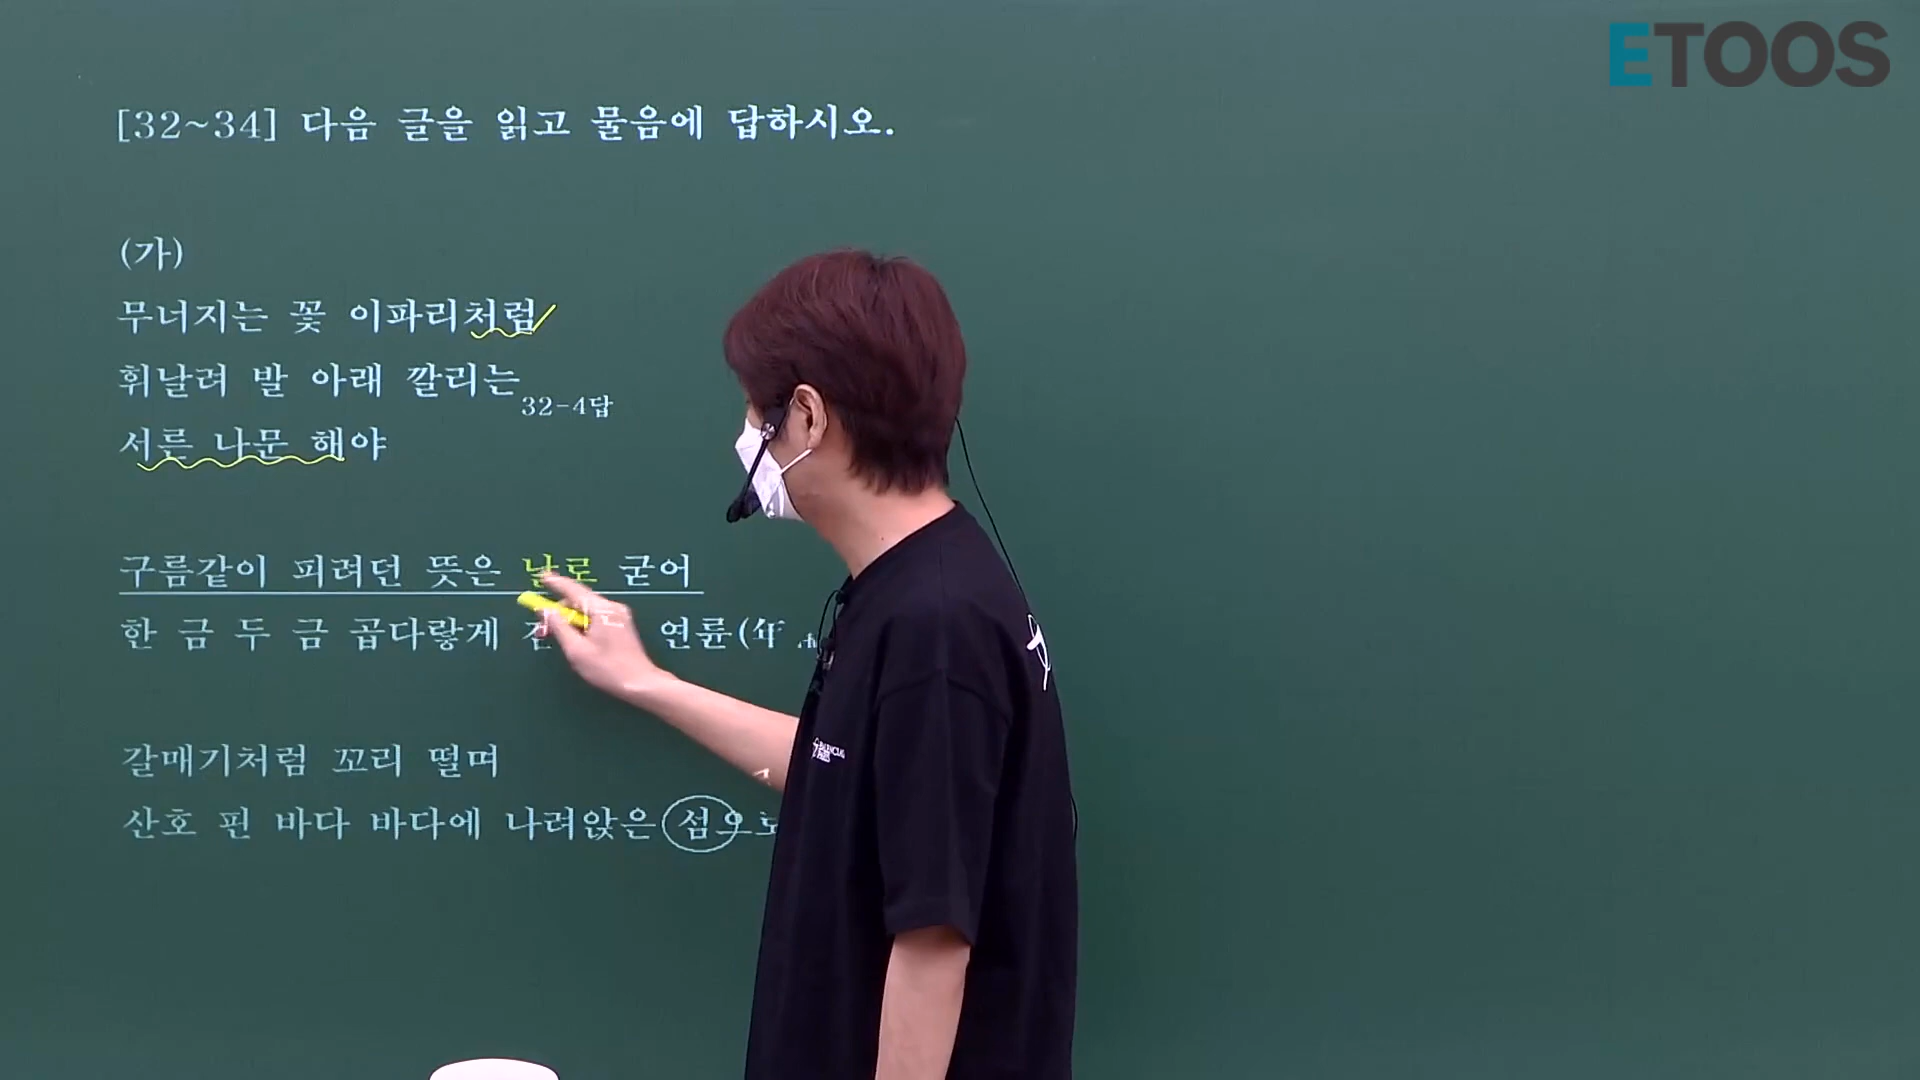 ETOOS
[32~34] 다음 글을 읽고 물음에 답하시오.
(가)
무너지는 꽃 이파리처럼
휘날려 발 아래 깔리는
32-4답
서른 나문 해야
구름같이 피려던 뜻은 날로 굳어
한 금 두 금 곱다랗게 연륜(年
갈매기처럼 꼬리 떨며
산호 핀 바다 바다에 나려앉은 섬으로